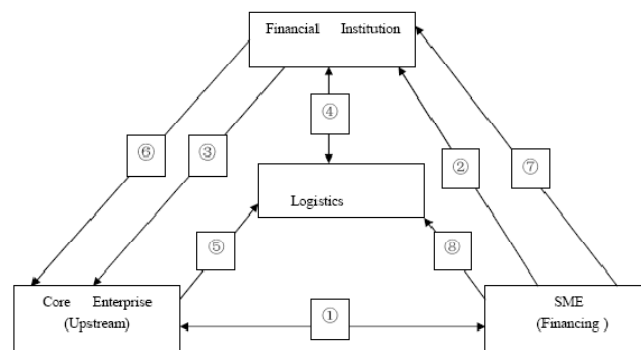 Financial Institution
④
⑥
③
②
⑦
Logistics
⑤
⑧
Core Enterprise
(Upstream)
①
SME
(Financing )